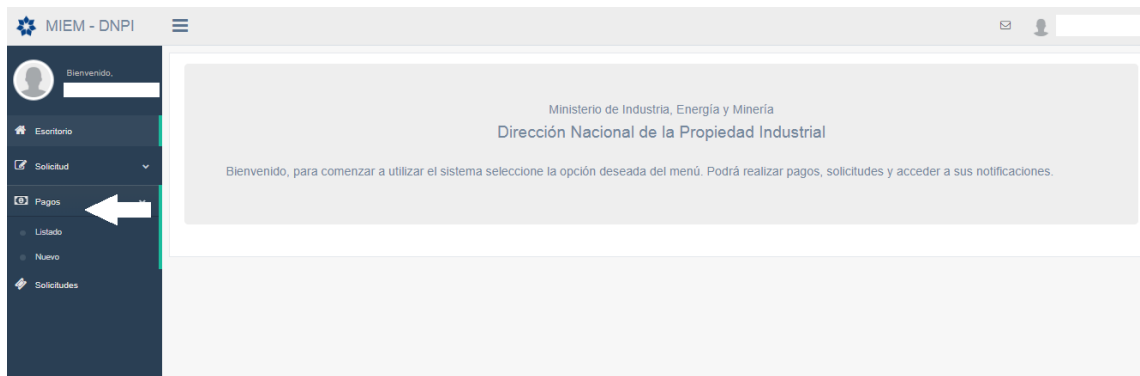 MIEM - DNPI
Bienvenido,
Escritorio
Solicitud
Pagos
Listado
Nuevo
Solicitudes
Ministerio de Industria, Energía y Minería
Dirección Nacional de la Propiedad Industrial
Bienvenido, para comenzar a utilizar el sistema seleccione la opción deseada del menú. Podrá realizar pagos, solicitudes y acceder a sus notificaciones.